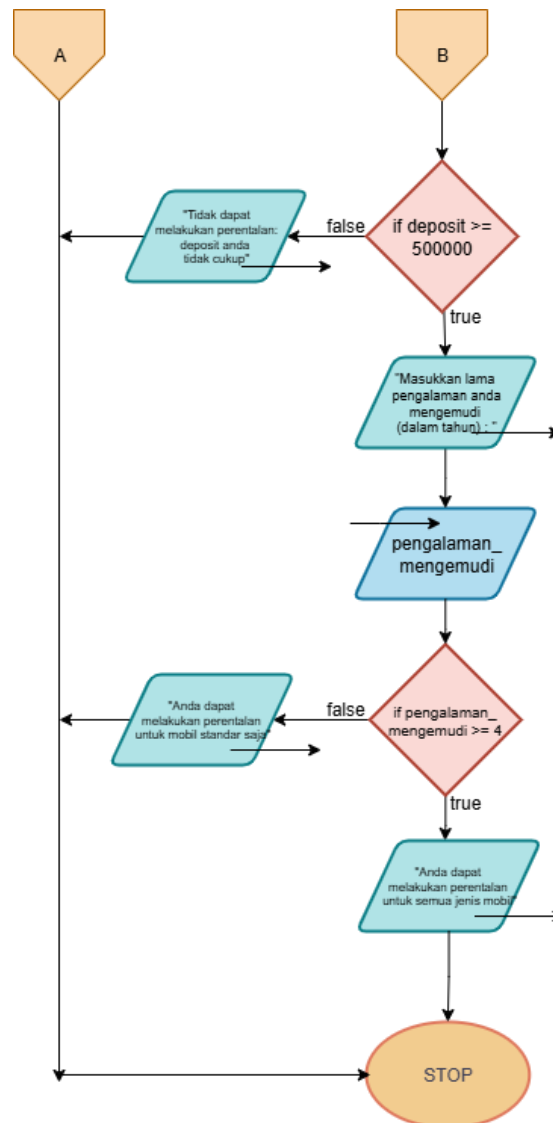 A
B
if deposit >=
500000
false
"Tidak dapat
melakukan perentalan:
deposit anda
tidak cukup"
true
"Masukkan lama
pengalaman anda
mengemudi
(dalam tahun) : "
pengalaman_
mengemudi
if pengalaman_
mengemudi >= 4
false
"Anda dapat
melakukan perentalan
untuk mobil standar saja"
true
"Anda dapat
melakukan perentalan
untuk semua jenis mobil"
STOP